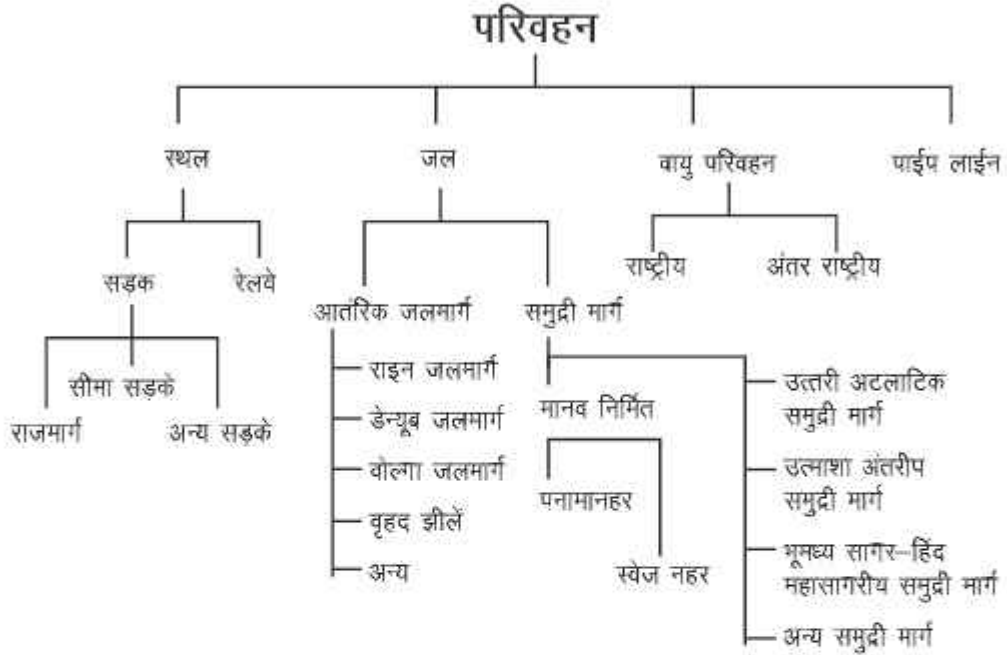 परिवहन
स्थल
जल
वायु परिवहन
पाईप लाईन
सड़क
रेलवे
आतंरिक जलमार्ग
समुद्री मार्ग
राष्ट्रीय
अंतर राष्ट्रीय
सीमा सड़के
राजमार्ग
अन्य सड़के
राइन जलमार्ग
डेन्यूब जलमार्ग
वोल्गा जलमार्ग
वृहद झीलें
अन्य
मानव निर्मित
पनामानहर
स्वेज नहर
उत्तरी अटलाटिक
समुद्री मार्ग
उत्माशा अंतरीप
समुद्री मार्ग
भूमध्य सागर–हिंद
महासागरीय समुद्री मार्ग
अन्य समुद्री मार्ग